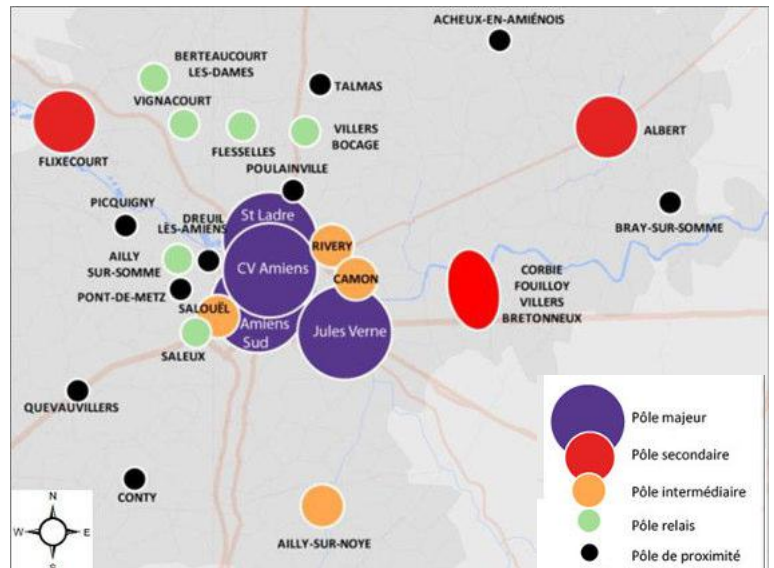 ACHEUX-EN-AMIÉNOIS
BERTEAUCOURT
LES-DAMES
TALMAS
VIGNACOURT
FLIXECOURT
FLESSELLES
VILLERS
BOCAGE
ALBERT
POULAINVILLE
PICQUIGNY
DREUIL
LÈS-AMIENS
St Ladre
BRAY-SUR-SOMME
RIVERY
AILLY
SUR-SOMME
CV Amiens
CAMON
CORBIE
FOUILLOY
VILLERS
BRETONNEUX
PONT-DE-METZ
SALOUËL
Amiens
Sud
Jules Verne
SALEUX
QUEVAUVILLERS
CONTY
AILLY-SUR-NOYE
Pôle majeur
Pôle secondaire
Pôle intermédiaire
Pôle relais
Pôle de proximité
N
W
E
S